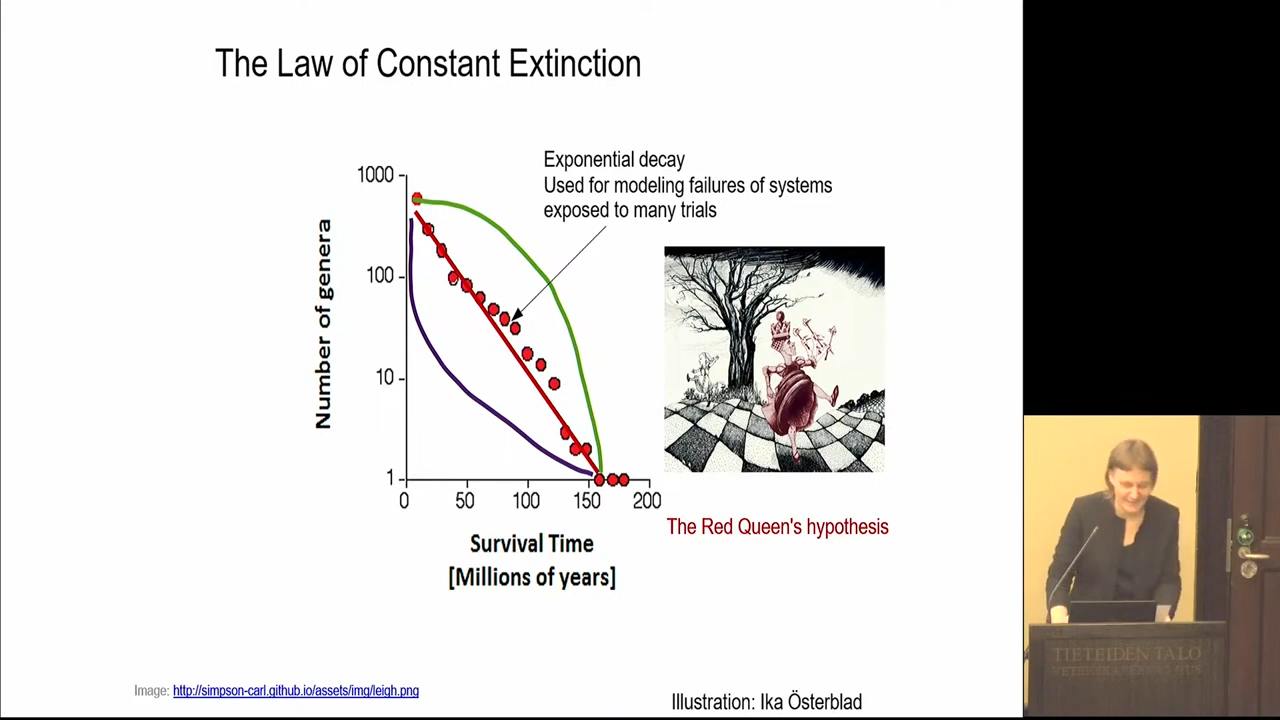 The Law of Constant Extinction
Exponential decay
Used for modeling failures of systems
exposed to many trials
1000
100
10
1
Number of genera
0 50 100 150 200
Survival Time
[Millions of years]
The Red Queen's hypothesis
Image: http://simpson-carl.github.io/assets/img/leigh.png
Illustration: Ika Österblad
TIETEIDEN TALO